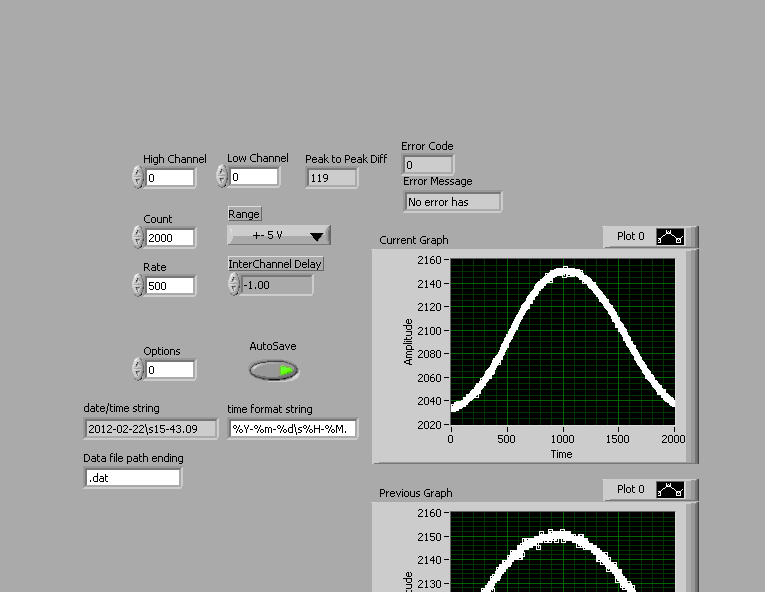 High Channel
0
Low Channel
0
Peak to Peak Diff
119
Error Code
0
Error Message
No error has
Count
2000
Range
+- 5 V
Rate
500
InterChannel Delay
-1.00
Options
0
AutoSave
date/time string
2012-02-22\s15-43.09
time format string
%Y-%m-%d\s%H-%M.
Data file path ending
.dat
Current Graph
Plot 0
2160
2140
2120
2100
2080
2060
2040
2020
Amplitude
0
500
1000
1500
2000
Time
Previous Graph
Plot 0
2160
2150
2140
2130